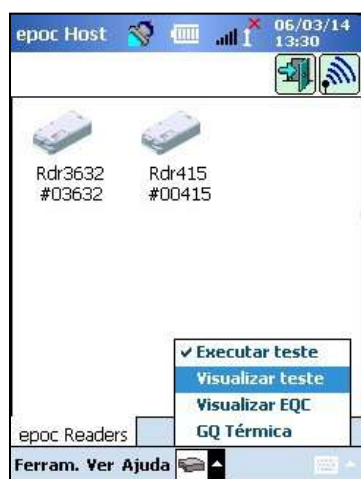 epoc Host 06/03/14
13:30
Rdr3632 Rdr415
#03632 #00415
Executar teste
Visualizar teste
Visualizar EQC
GQ Térmica
epoc Readers
Ferram. Ver Ajuda